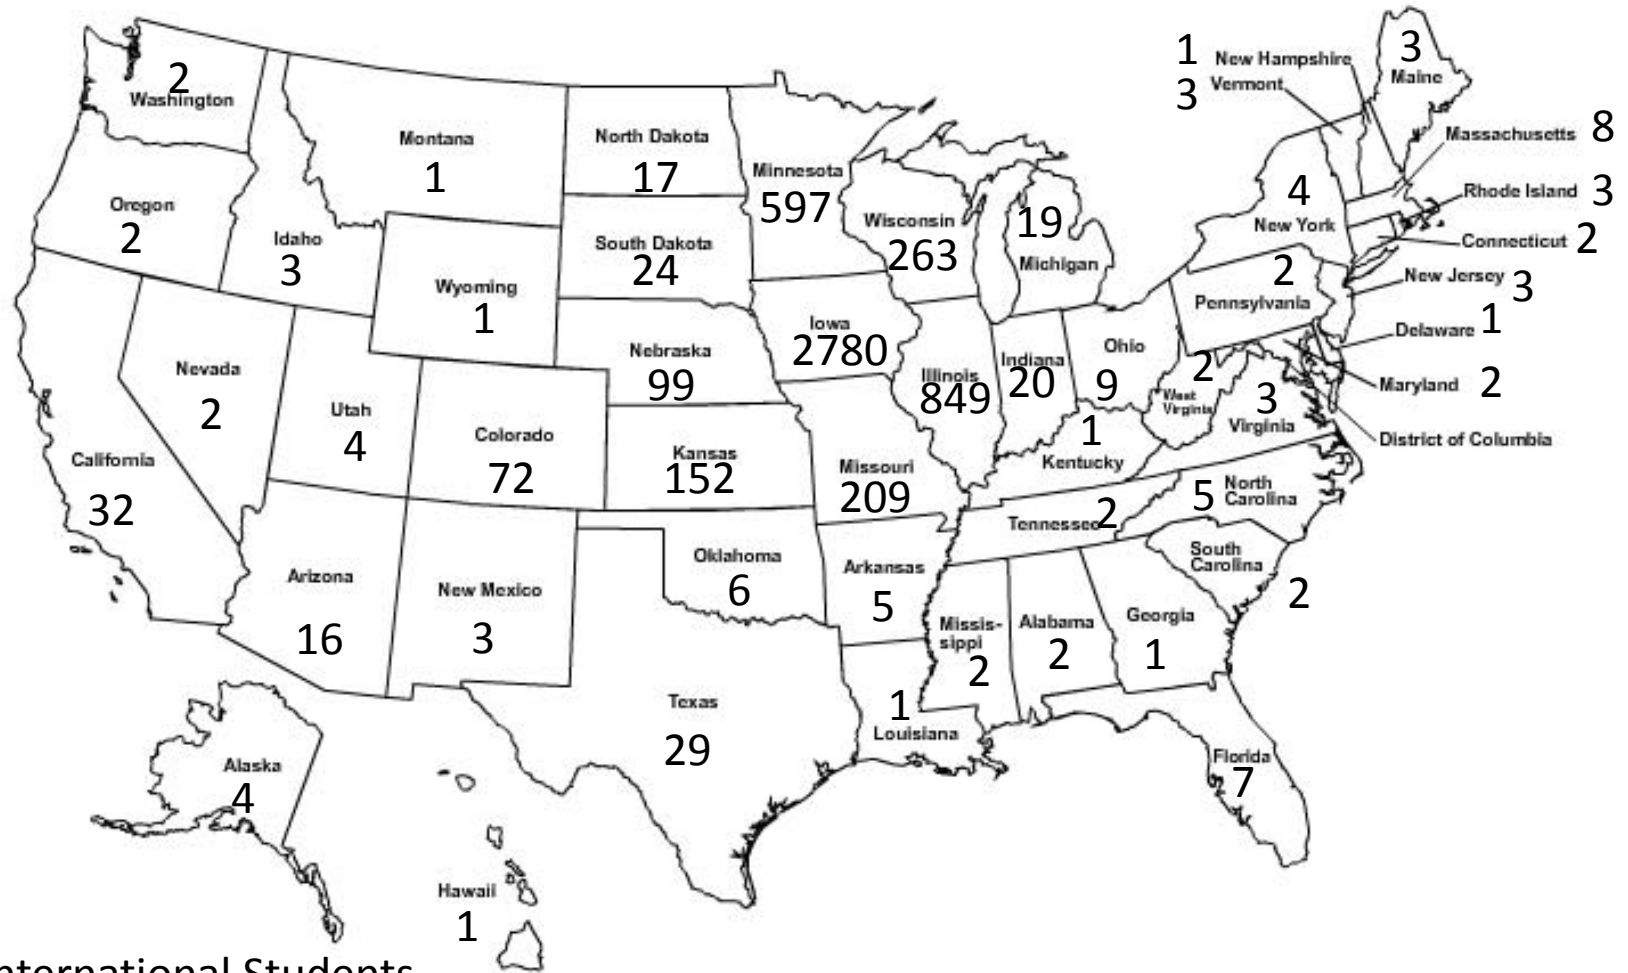 1 New Hampshire
3 Vermont
3
Maine
2
Washington
Montana
1
North Dakota
17
Minnesota
597
Massachusetts 8
Rhode Island 3
Connecticut 2
New Jersey 3
Delaware 1
Maryland 2
District of Columbia
Oregon
2
Idaho
3
Wyoming
1
South Dakota
24
Wisconsin
263
19
Michigan
4
New York
2
Pennsylvania
Nevada
2
Utah
4
Colorado
72
Nebraska
99
Iowa
2780
Illinois
849
Indiana
20
Ohio
9
2
West
Virginia
3
Virginia
California
32
Kansas
152
Missouri
209
1
Kentucky
Tennessee 2
5 North
Carolina
South
Carolina
2
Arizona
16
New Mexico
3
Oklahoma
6
Arkansas
5
Missis-
sippi
2
Alabama
2
Georgia
1
Texas
29
1
Louisiana
Florida
7
Alaska
4
Hawaii
1
Students